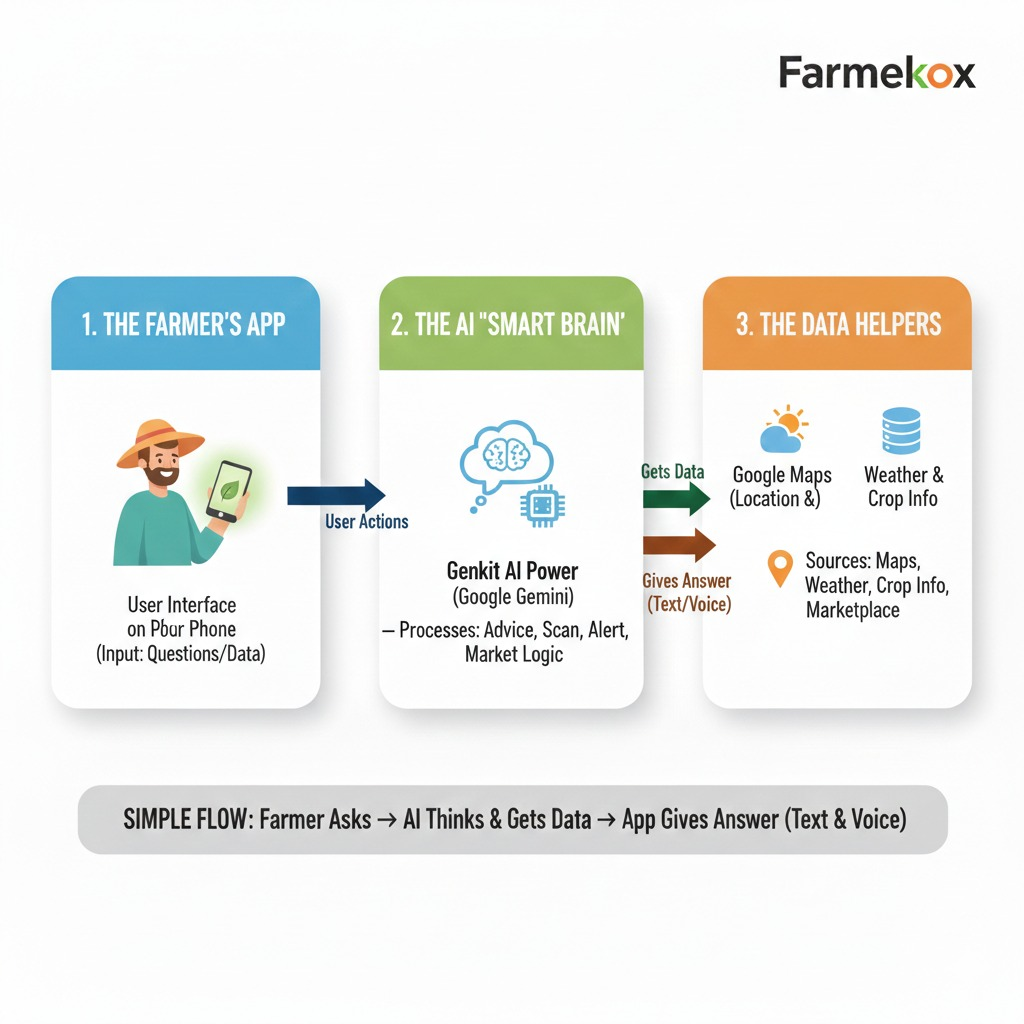 Farmekox
1. THE FARMER'S APP
User Interface
on Pbur Phone
(Input: Questions/Data)
User Actions
2. THE AI "SMART BRAIN'
Genkit AI Power
(Google Gemini)
– Processes: Advice, Scan, Alert,
Market Logic
Gets Data
Gives Answer
(Text/Voice)
3. THE DATA HELPERS
Google Maps
(Location &)
Weather &
Crop Info
Sources: Maps,
Weather, Crop Info,
Marketplace
SIMPLE FLOW: Farmer Asks → AI Thinks & Gets Data → App Gives Answer (Text & Voice)